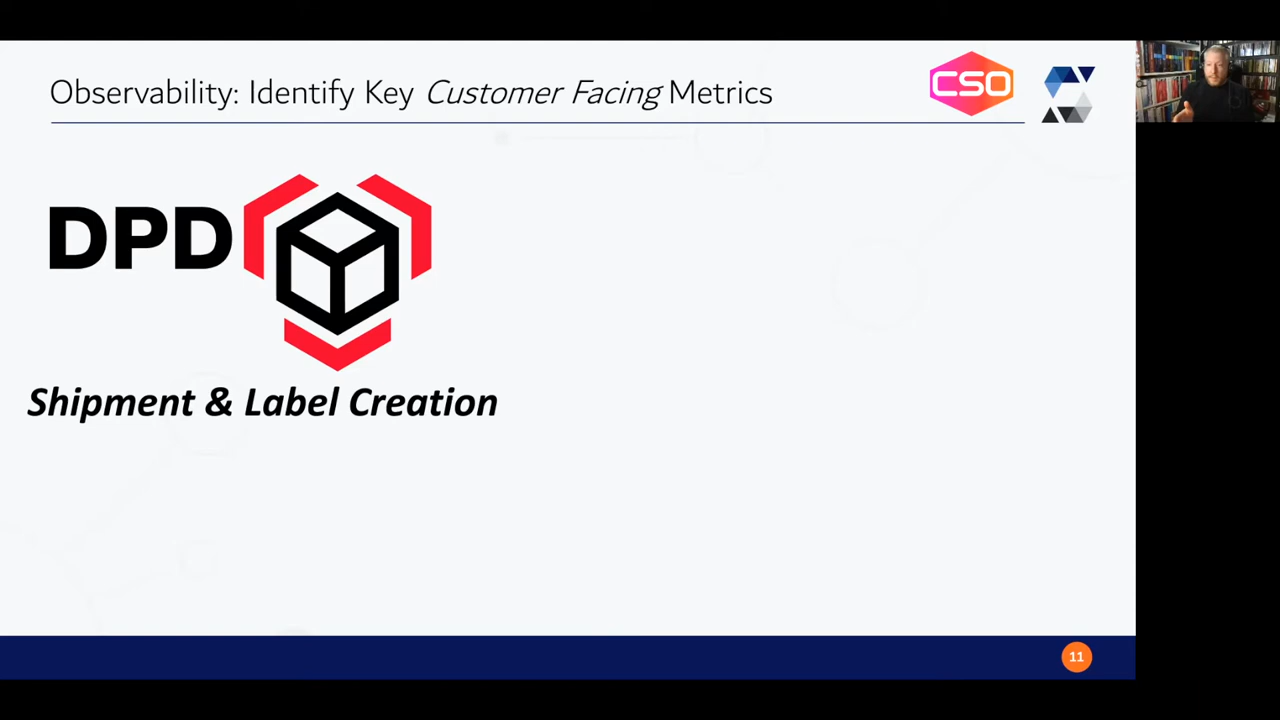 Observability: Identify Key Customer Facing Metrics
CSO
DPD
Shipment & Label Creation
11